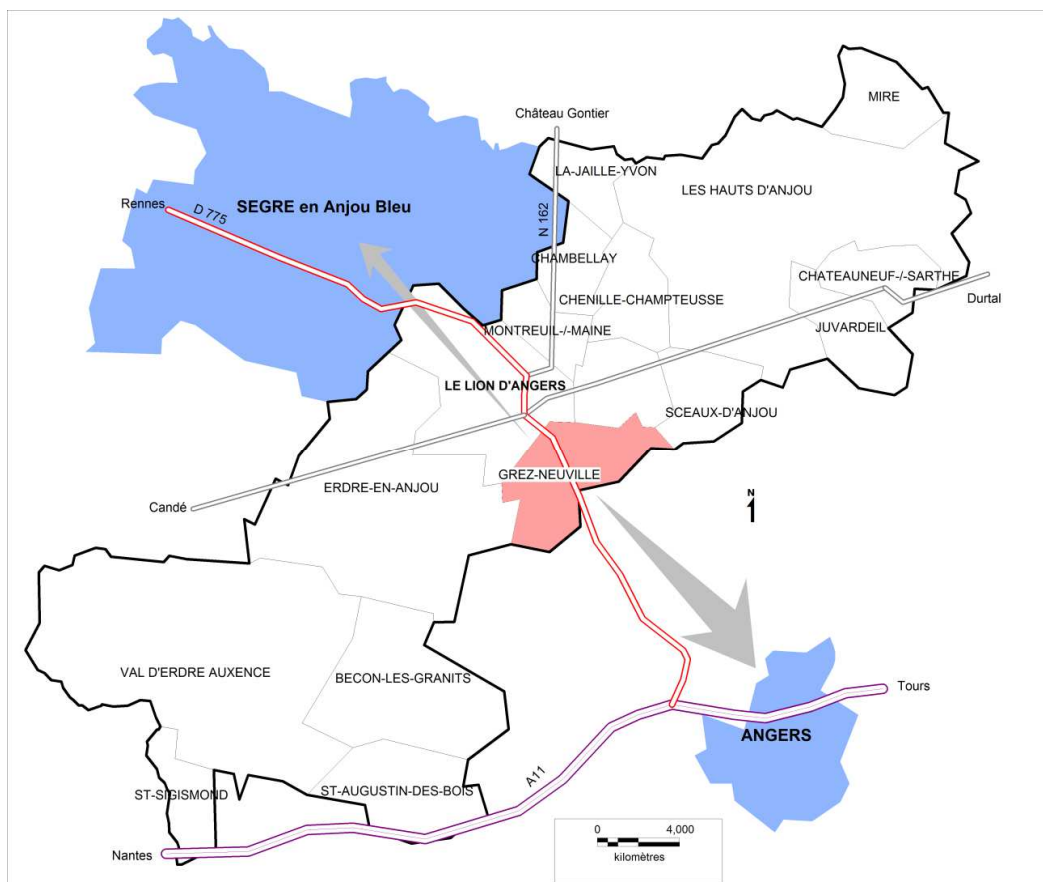 MIRE
Château Gontier
LA-JAILLE-YVON
LES HAUTS D'ANJOU
Rennes
D 775
SEGRE en Anjou Bleu
N 162
CHAMBELLAY
CHATEAUNEUF-/-SARTHE
CHENILLE-CHAMPTEUSSE
Durtal
MONTREUIL-/-MAINE
JUVARDEIL
LE LION D'ANGERS
SCEAUX-D'ANJOU
GREZ-NEUVILLE
ERDRE-EN-ANJOU
N
Candé
VAL D'ERDRE AUXENCE
BECON-LES-GRANITS
Tours
ANGERS
A11
ST-SIGISMOND
ST-AUGUSTIN-DES-BOIS
0 4,000
kilomètres
Nantes